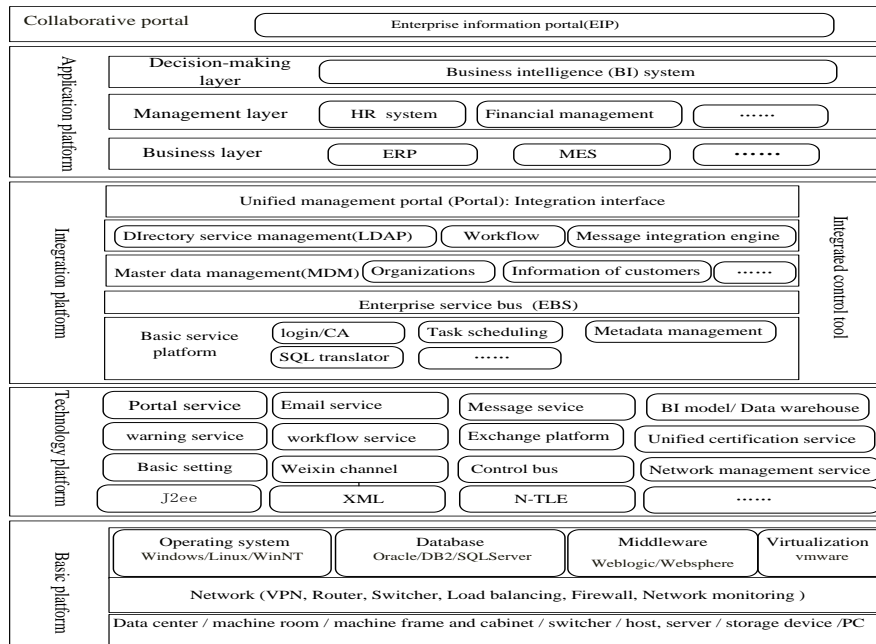 Collaborative portal
Enterprise information portal(EIP)
Application platform
Decision-making layer
Business intelligence (BI) system
Management layer
HR system
Financial management
······
Business layer
ERP
MES
······
Integration platform
Unified management portal (Portal): Integration interface
DIrectory service management(LDAP)
Workflow
Message integration engine
Master data management(MDM)
Organizations
Information of customers
······
Enterprise service bus (EBS)
Basic service platform
login/CA
Task scheduling
Metadata management
SQL translator
······
Integrated control tool
Technology platform
Portal service
Email service
Message sevice
BI model/ Data warehouse
warning service
workflow service
Exchange platform
Unified certification service
Basic setting
Weixin channel
Control bus
Network management service
J2ee
XML
N-TLE
······
Basic platform
Operating system
Windows/Linux/WinNT
Database
Oracle/DB2/SQLServer
Middleware
Weblogic/Websphere
Virtualization
vmware
Network (VPN, Router, Switcher, Load balancing, Firewall, Network monitoring )
Data center / machine room / machine frame and cabinet / switcher / host, server / storage device /PC